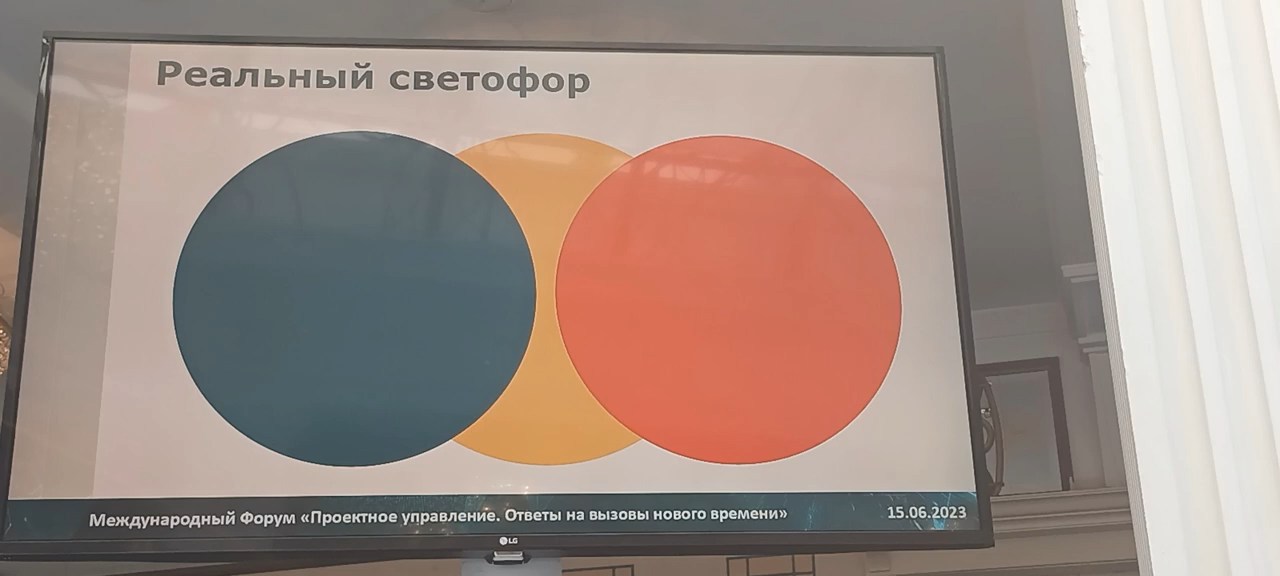 Реальный светофор
Международный Форум «Проектное управление. Ответы на вызовы нового времени»
15.06.2023
LG